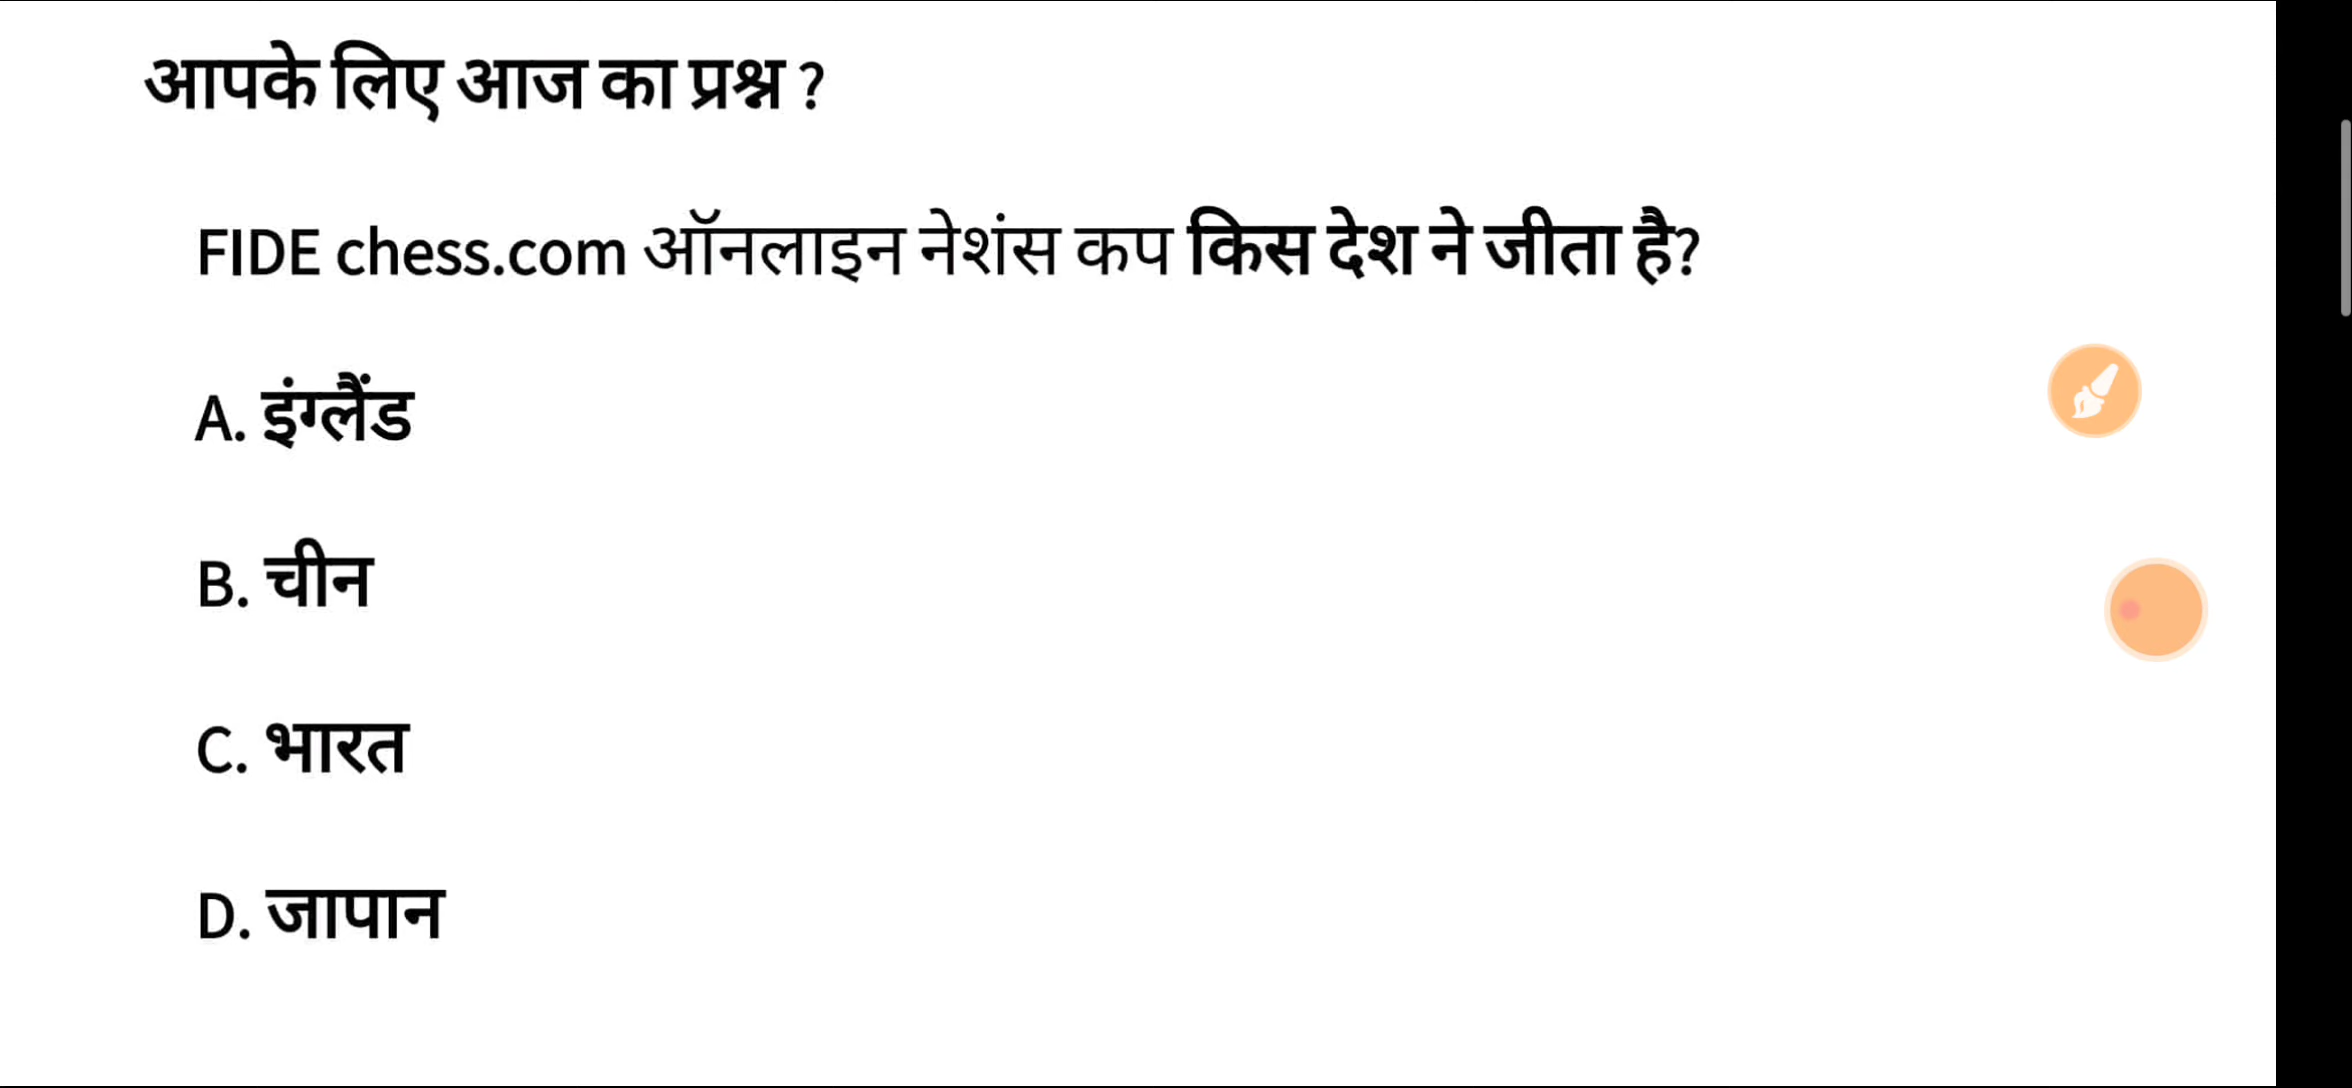 आपके लिए आज का प्रश्न ?
FIDE chess.com ऑनलाइन नेशंस कप किस देश ने जीता है?
A. इंग्लैंड
B. चीन
C. भारत
D. जापान